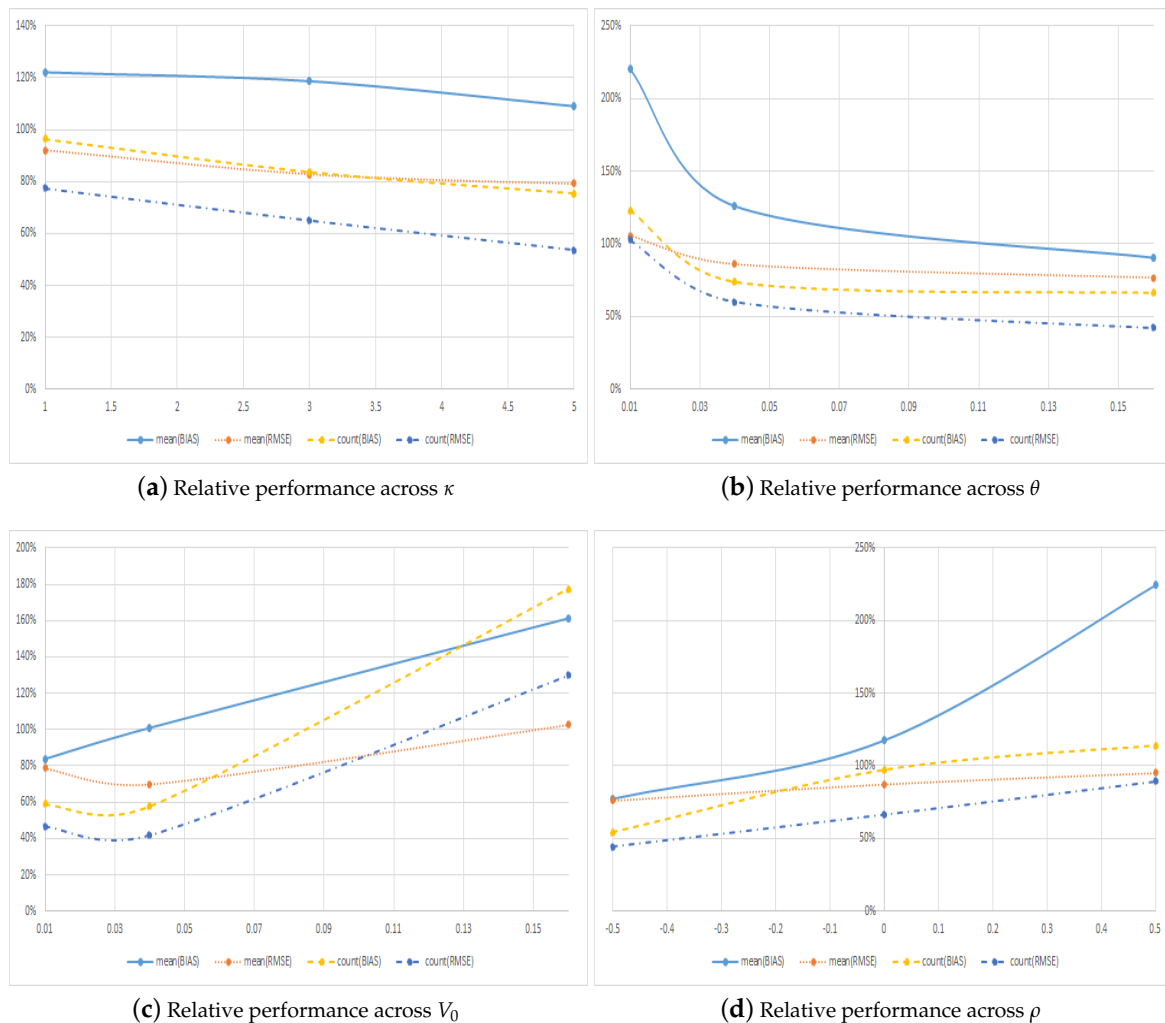 140%
120%
100%
80%
60%
40%
20%
0%
1 1.5 2 2.5 3 3.5 4 4.5 5
mean(BIAS) mean(RMSE) count(BIAS) count(RMSE)
(a) Relative performance across κ
250%
200%
150%
100%
50%
0%
0.01 0.03 0.05 0.07 0.09 0.11 0.13 0.15
mean(BIAS) mean(RMSE) count(BIAS) count(RMSE)
(b) Relative performance across θ
200%
180%
160%
140%
120%
100%
80%
60%
40%
20%
0%
0.01 0.03 0.05 0.07 0.09 0.11 0.13 0.15
mean(BIAS) mean(RMSE) count(BIAS) count(RMSE)
(c) Relative performance across V₀
250%
200%
150%
100%
50%
0%
-0.5 -0.4 -0.3 -0.2 -0.1 0 0.1 0.2 0.3 0.4 0.5
mean(BIAS) mean(RMSE) count(BIAS) count(RMSE)
(d) Relative performance across ρ